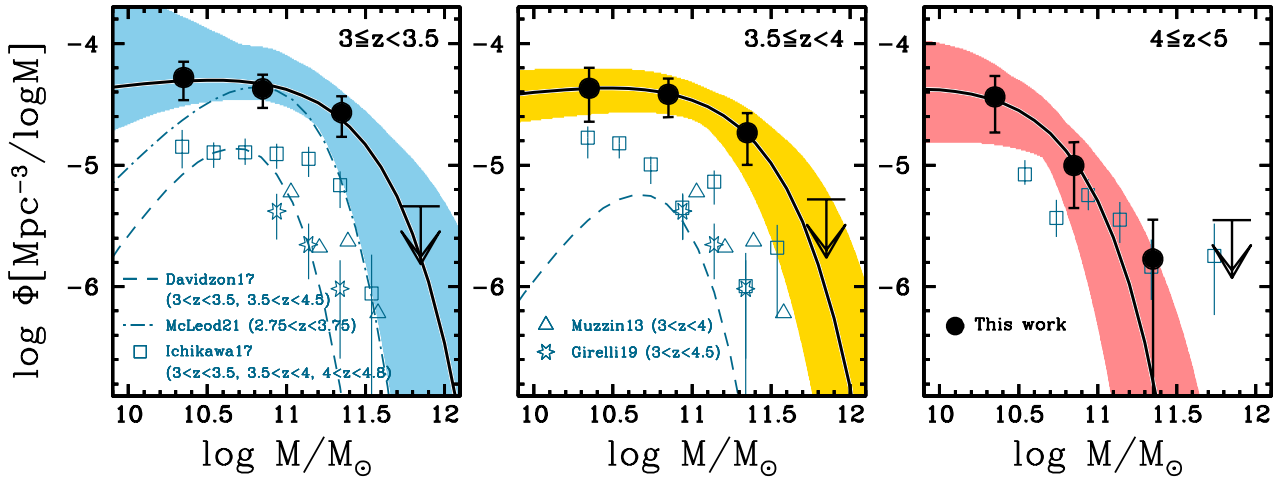 3≦z<3.5
3.5≦z<4
4≦z<5
log Φ[Mpc⁻³/logM]
−4
−5
−6
−4
−5
−6
−4
−5
−6
Davidzon17
(3<z<3.5, 3.5<z<4.5)
McLeod21 (2.75<z<3.75)
Ichikawa17
(3<z<3.5, 3.5<z<4, 4<z<4.8)
Muzzin13 (3<z<4)
Girelli19 (3<z<4.5)
This work
10 10.5 11 11.5 12
10 10.5 11 11.5 12
10 10.5 11 11.5 12
log M/M⊙
log M/M⊙
log M/M⊙